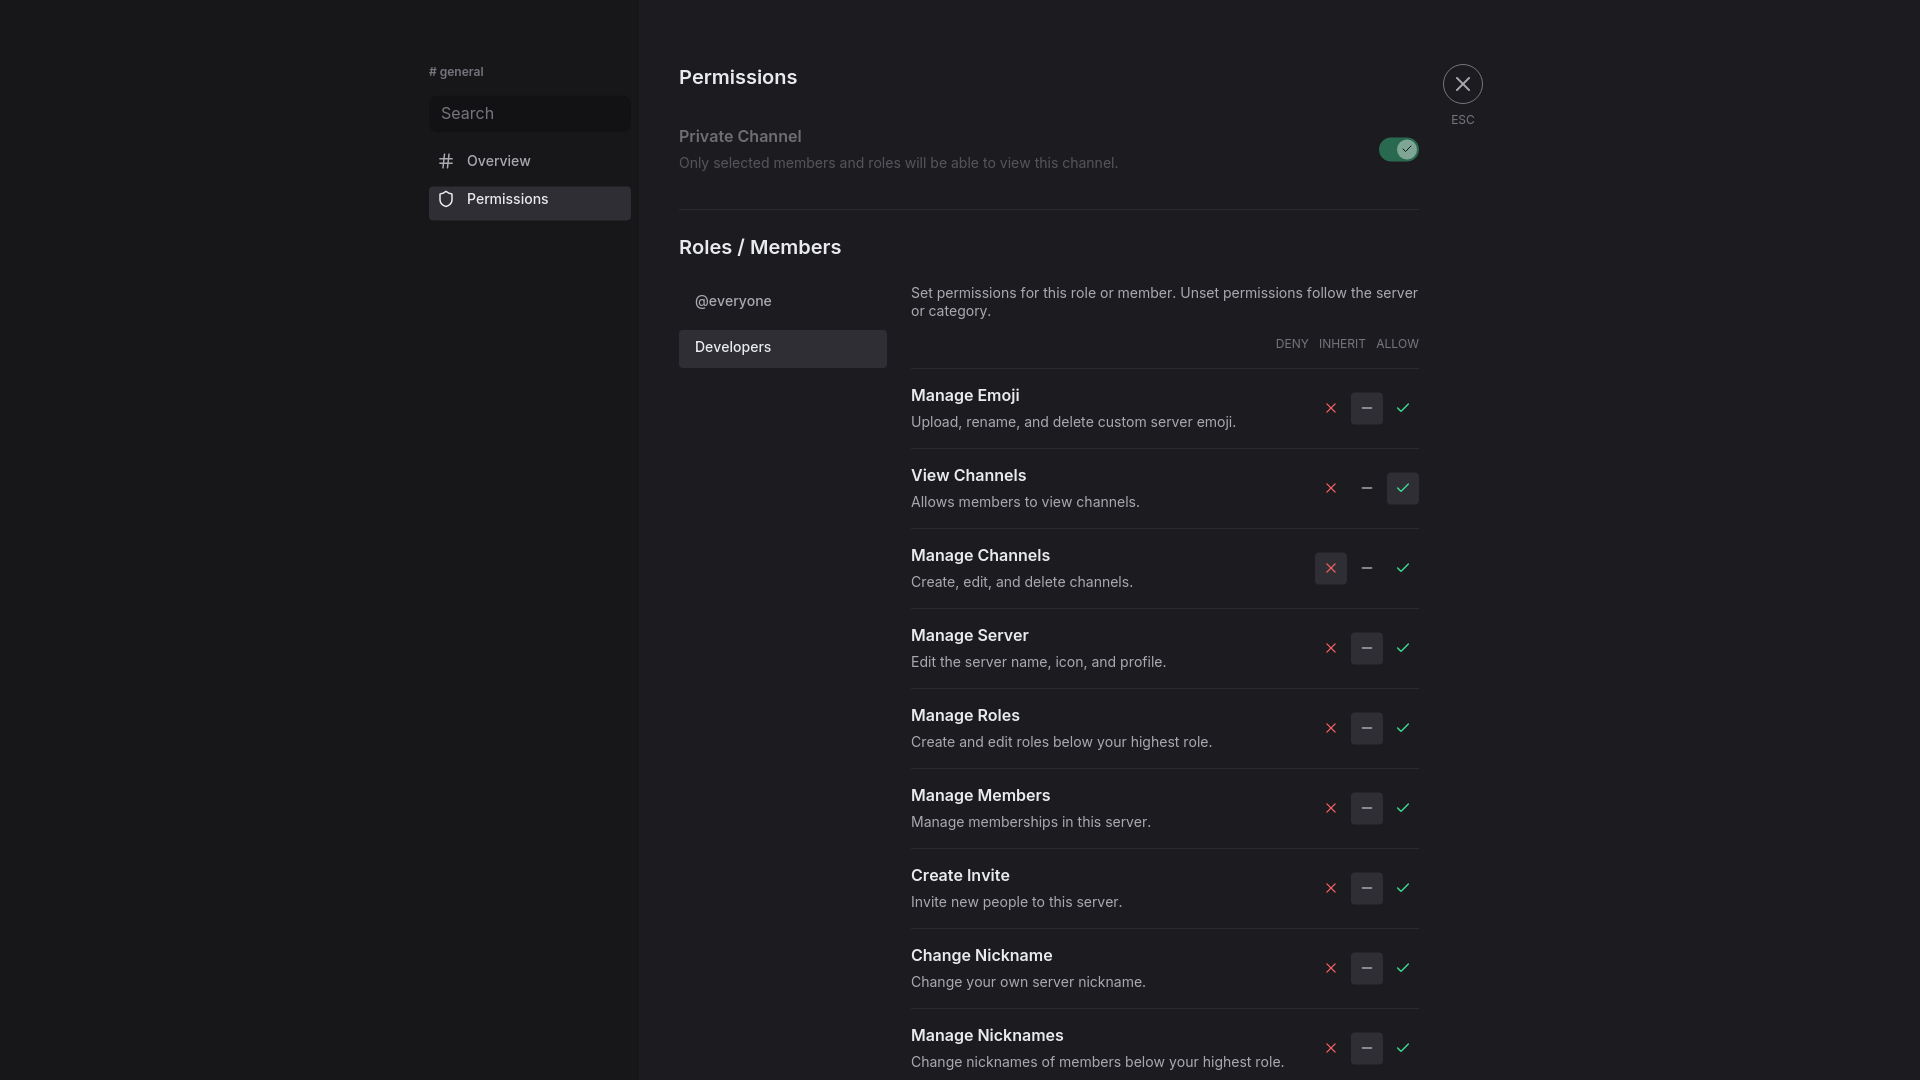 # general
Search
Overview
Permissions
Permissions
ESC
Private Channel
Only selected members and roles will be able to view this channel.
Roles / Members
@everyone
Developers
Set permissions for this role or member. Unset permissions follow the server
or category.
DENY INHERIT ALLOW
Manage Emoji
Upload, rename, and delete custom server emoji.
View Channels
Allows members to view channels.
Manage Channels
Create, edit, and delete channels.
Manage Server
Edit the server name, icon, and profile.
Manage Roles
Create and edit roles below your highest role.
Manage Members
Manage memberships in this server.
Create Invite
Invite new people to this server.
Change Nickname
Change your own server nickname.
Manage Nicknames
Change nicknames of members below your highest role.